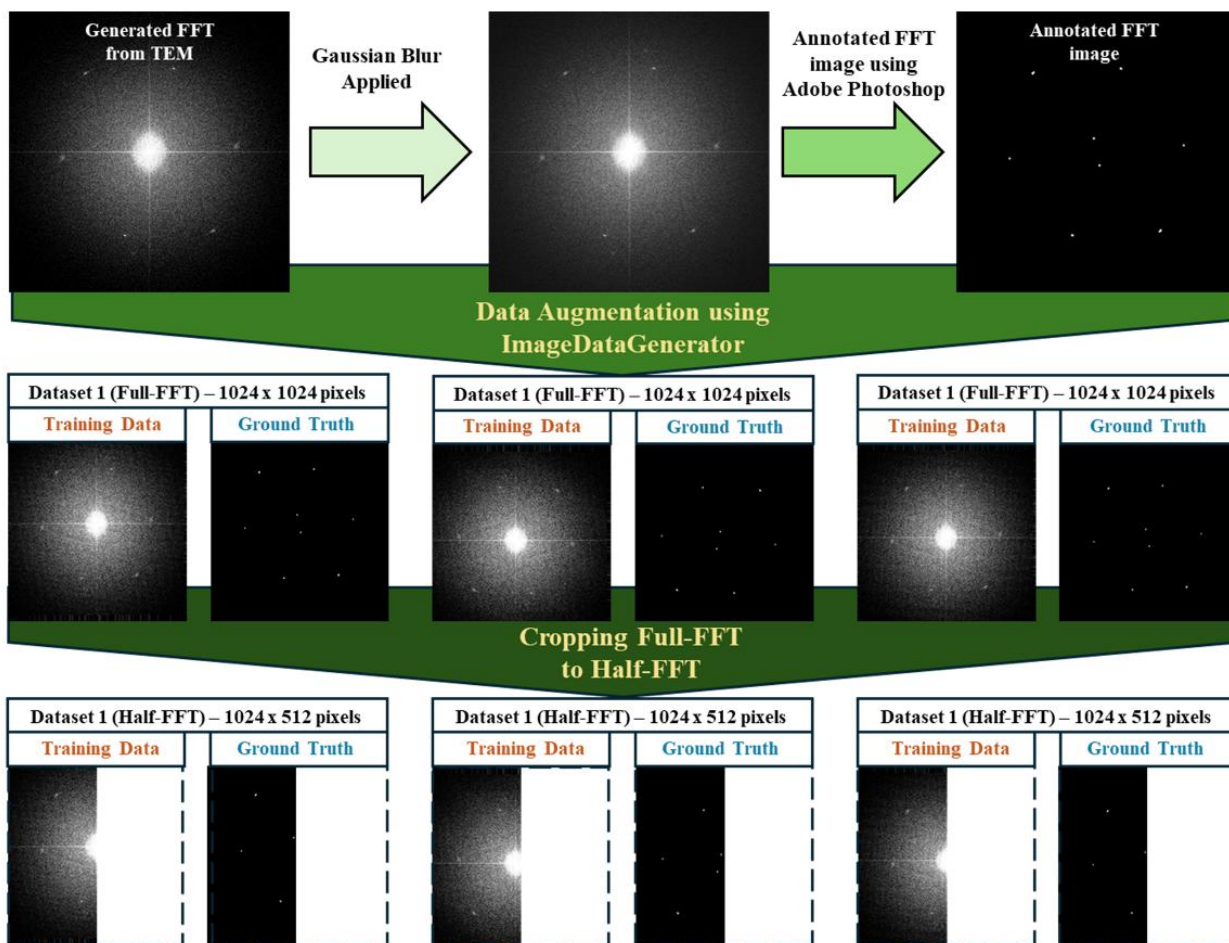 Generated FFT
from TEM
Gaussian Blur
Applied
Annotated FFT
image using
Adobe Photoshop
Annotated FFT
image
Data Augmentation using
ImageDataGenerator
Dataset 1 (Full-FFT) – 1024 x 1024 pixels
Training Data
Ground Truth
Dataset 1 (Full-FFT) – 1024 x 1024 pixels
Training Data
Ground Truth
Dataset 1 (Full-FFT) – 1024 x 1024 pixels
Training Data
Ground Truth
Cropping Full-FFT
to Half-FFT
Dataset 1 (Half-FFT) – 1024 x 512 pixels
Training Data
Ground Truth
Dataset 1 (Half-FFT) – 1024 x 512 pixels
Training Data
Ground Truth
Dataset 1 (Half-FFT) – 1024 x 512 pixels
Training Data
Ground Truth